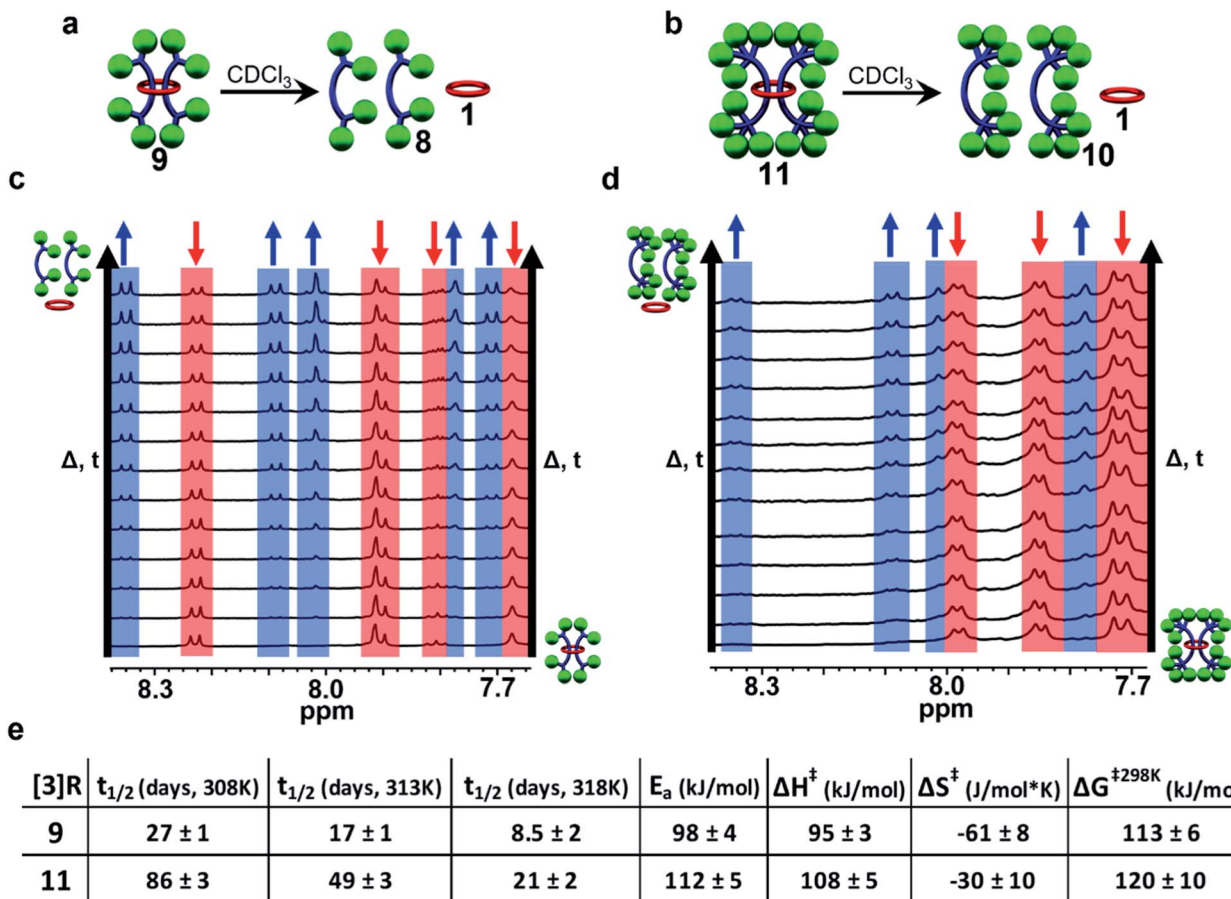 a
b
CDCl3
CDCl3
9
8
1
11
10
1
c
d
Δ, t
Δ, t
Δ, t
Δ, t
8.3 8.0 7.7
ppm
8.3 8.0 7.7
ppm
e
[3]R t1/2 (days, 308K) t1/2 (days, 313K) t1/2 (days, 318K) Ea (kJ/mol) ΔH‡ (kJ/mol) ΔS‡ (J/mol*K) ΔG‡298K (kJ/mo
9 27 ± 1 17 ± 1 8.5 ± 2 98 ± 4 95 ± 3 -61 ± 8 113 ± 6
11 86 ± 3 49 ± 3 21 ± 2 112 ± 5 108 ± 5 -30 ± 10 120 ± 10